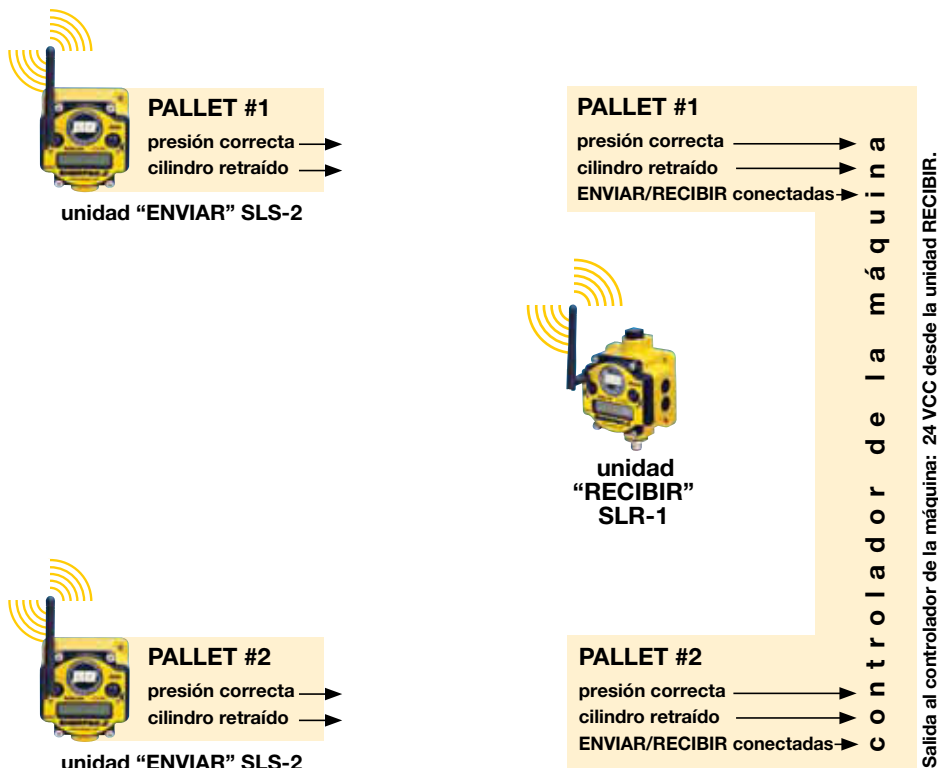 PALLET #1
presión correcta
cilindro retraído
unidad “ENVIAR” SLS-2
PALLET #1
presión correcta
cilindro retraído
ENVIAR/RECIBIR conectadas
unidad
“RECIBIR”
SLR-1
PALLET #2
presión correcta
cilindro retraído
unidad “ENVIAR” SLS-2
PALLET #2
presión correcta
cilindro retraído
ENVIAR/RECIBIR conectadas
controlador de la máquina
Salida al controlador de la máquina: 24 VCC desde la unidad RECIBIR.